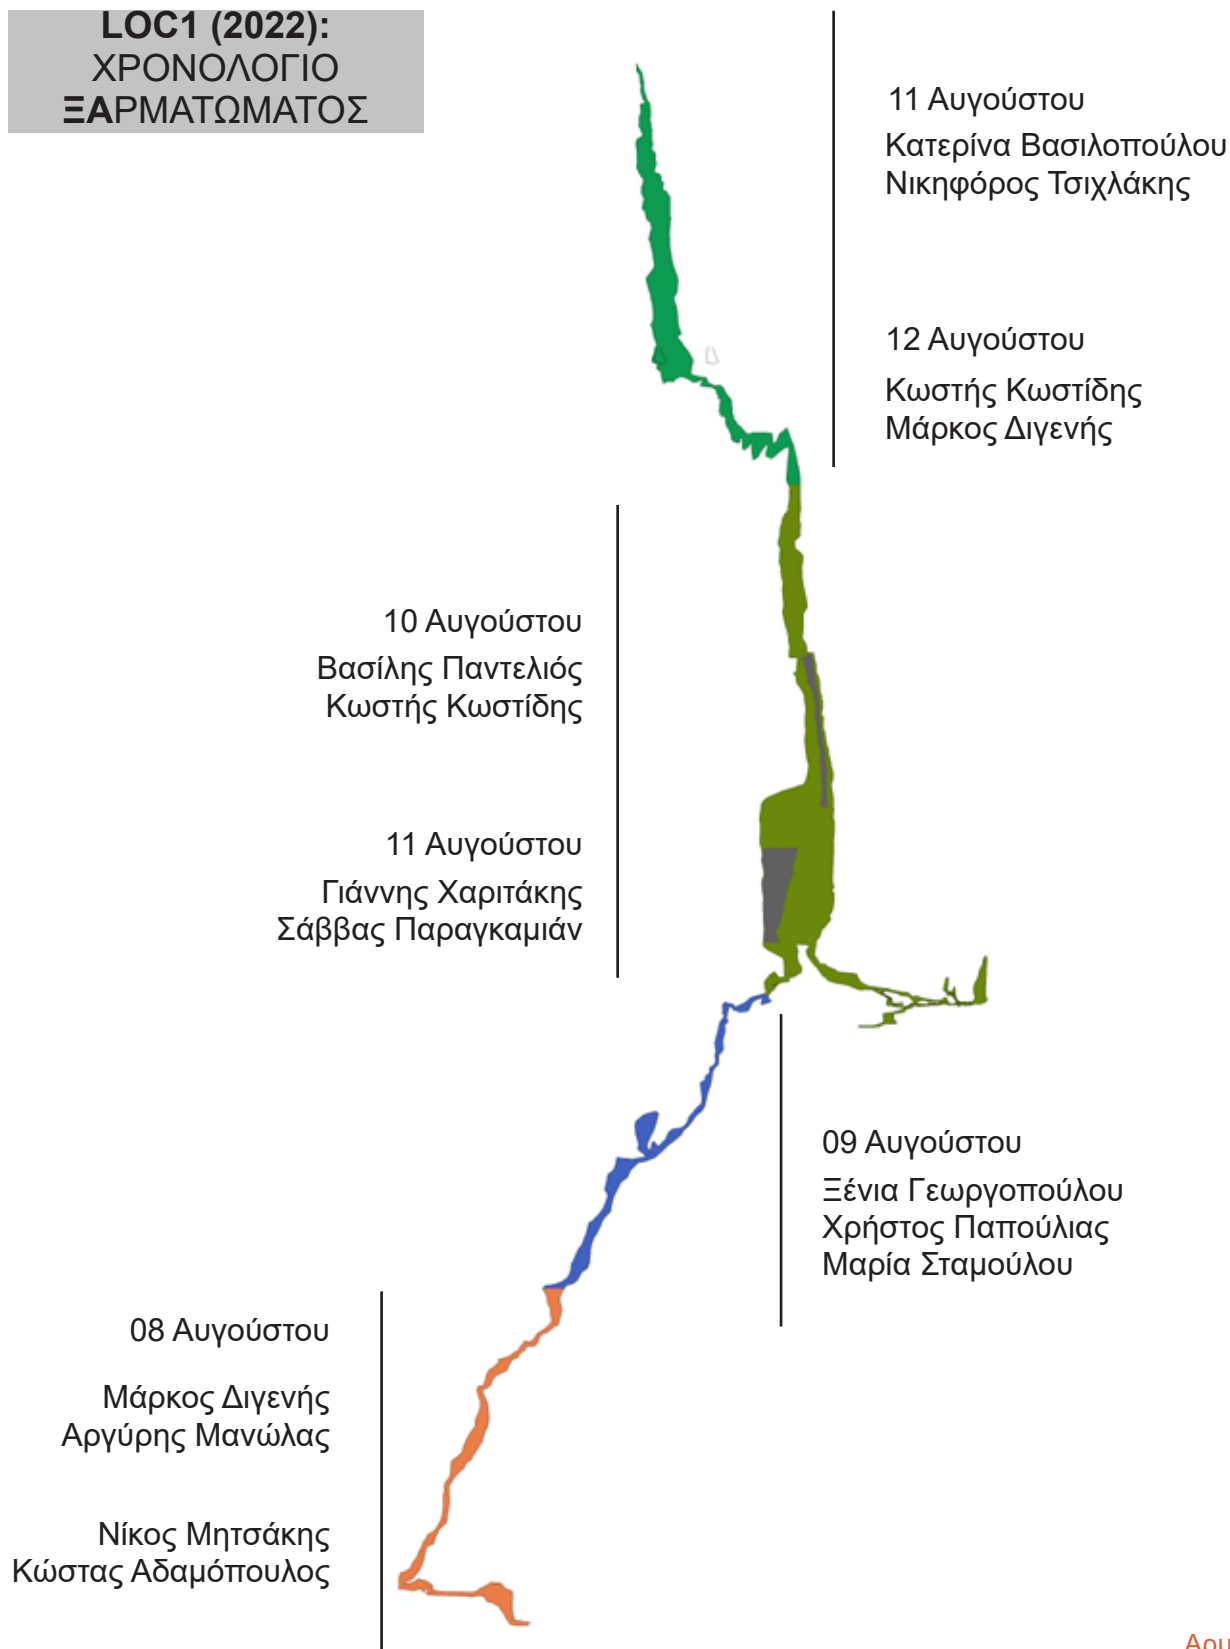 LOC1 (2022):
ΧΡΟΝΟΛΟΓΙΟ
ΞΑΡΜΑΤΩΜΑΤΟΣ
11 Αυγούστου
Κατερίνα Βασιλοπούλου
Νικηφόρος Τσιχλάκης
12 Αυγούστου
Κωστής Κωστίδης
Μάρκος Διγενής
10 Αυγούστου
Βασίλης Παντελιός
Κωστής Κωστίδης
11 Αυγούστου
Γιάννης Χαριτάκης
Σάββας Παραγκαμιάν
09 Αυγούστου
Ξένια Γεωργοπούλου
Χρήστος Παπούλιας
Μαρία Σταμούλου
08 Αυγούστου
Μάρκος Διγενής
Αργύρης Μανώλας
Νίκος Μητσάκης
Κώστας Αδαμόπουλος